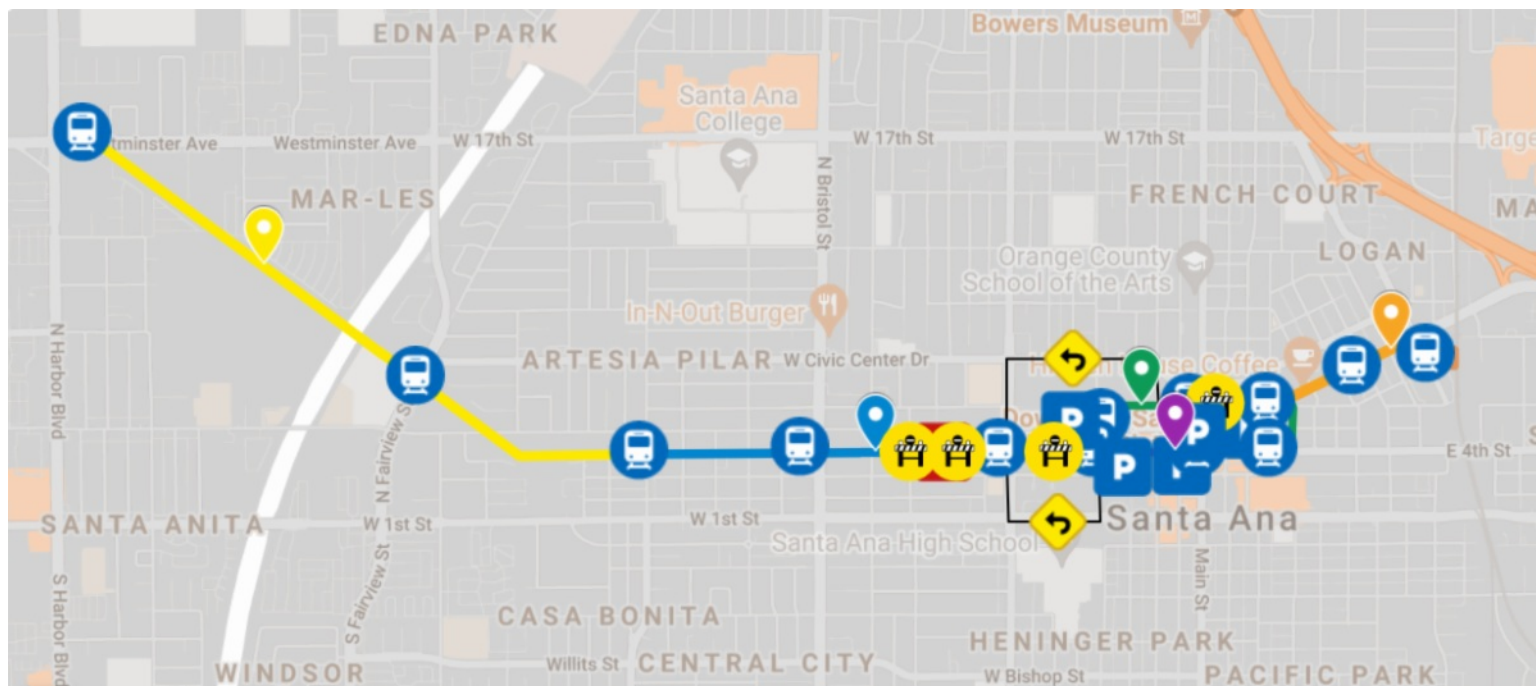 EDNA PARK
Bowers Museum
Santa Ana
College
tminster Ave
Westminster Ave
W 17th St
W 17th St
W 17th St
Targe
MAR-LES
N Bristol St
FRENCH COURT
MA
Orange County
School of the Arts
LOGAN
In-N-Out Burger
N Harbor Blvd
ARTESIA PILAR
W Civic Center Dr
use Coffee
Dow
Sa
P
P
P
E 4th St
S
N Fairview S
SANTA ANITA
W 1st St
W 1st St
Santa Ana
Santa Ana High School
S Harbor Blvd
S Fairview St
Main St
CASA BONITA
HENINGER PARK
WINDSOR
Willits St
CENTRAL CITY
W Bishop St
PACIFIC PARK